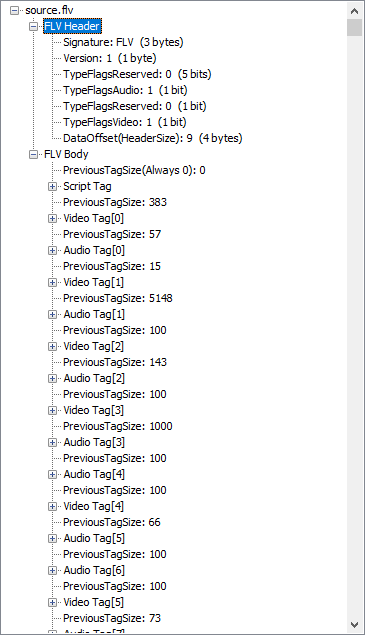 source.flv
FLV Header
Signature: FLV (3 bytes)
Version: 1 (1 byte)
TypeFlagsReserved: 0 (5 bits)
TypeFlagsAudio: 1 (1 bit)
TypeFlagsReserved: 0 (1 bit)
TypeFlagsVideo: 1 (1 bit)
DataOffset(HeaderSize): 9 (4 bytes)
FLV Body
PreviousTagSize(Always 0): 0
Script Tag
PreviousTagSize: 383
Video Tag[0]
PreviousTagSize: 57
Audio Tag[0]
PreviousTagSize: 15
Video Tag[1]
PreviousTagSize: 5148
Audio Tag[1]
PreviousTagSize: 100
Video Tag[2]
PreviousTagSize: 143
Audio Tag[2]
PreviousTagSize: 100
Video Tag[3]
PreviousTagSize: 1000
Audio Tag[3]
PreviousTagSize: 100
Audio Tag[4]
PreviousTagSize: 100
Video Tag[4]
PreviousTagSize: 66
Audio Tag[5]
PreviousTagSize: 100
Audio Tag[6]
PreviousTagSize: 100
Video Tag[5]
PreviousTagSize: 73
Audio Tag[7]